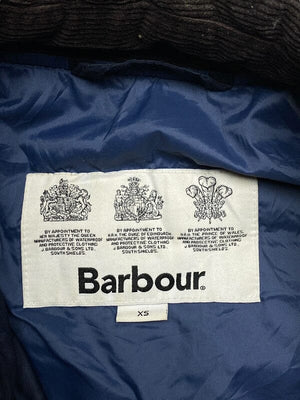 BY APPOINTMENT TO
HER MAJESTY THE QUEEN
MANUFACTURERS OF WATERPROOF
AND PROTECTIVE CLOTHING
J BARBOUR & SONS LTD.
SOUTH SHIELDS.
BY APPOINTMENT TO
H.R.H. THE DUKE OF EDINBURGH
MANUFACTURERS OF WATERPROOF
AND PROTECTIVE CLOTHING
J BARBOUR & SONS LTD.
SOUTH SHIELDS.
BY APPOINTMENT TO
H.R.H. THE PRINCE OF WALES
MANUFACTURERS OF WATERPROOF
AND PROTECTIVE CLOTHING
J BARBOUR & SONS LTD.
SOUTH SHIELDS.
Barbour®
XS